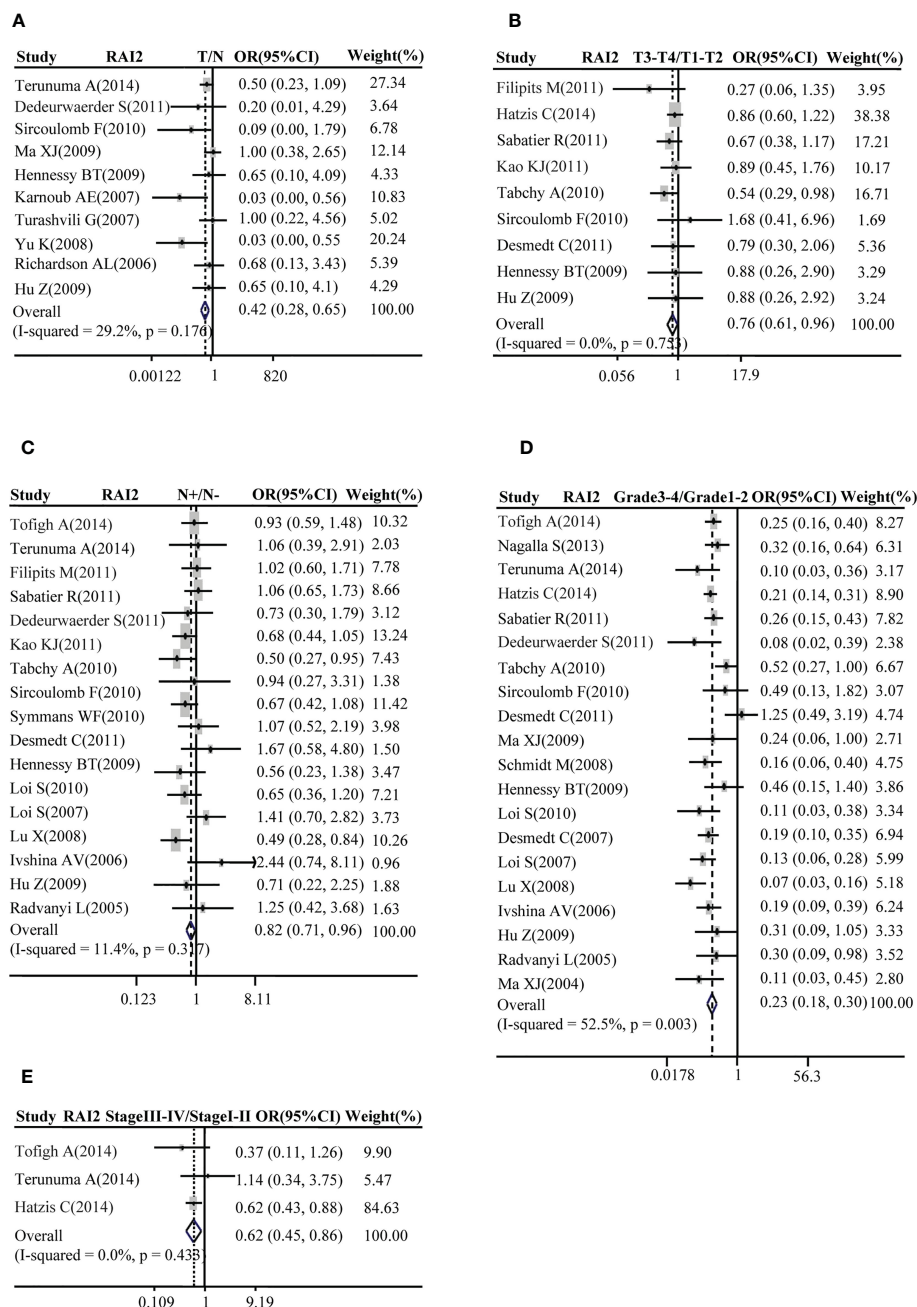 A
Study RAI2 T/N OR(95%CI) Weight(%)
Terunuma A(2014) 0.50 (0.23, 1.09) 27.34
Dedeurwaerder S(2011) 0.20 (0.01, 4.29) 3.64
Sircoulomb F(2010) 0.09 (0.00, 1.79) 6.78
Ma XJ(2009) 1.00 (0.38, 2.65) 12.14
Hennessy BT(2009) 0.65 (0.10, 4.09) 4.33
Karnoub AE(2007) 0.03 (0.00, 0.56) 10.83
Turashvili G(2007) 1.00 (0.22, 4.56) 5.02
Yu K(2008) 0.03 (0.00, 0.55 20.24
Richardson AL(2006) 0.68 (0.13, 3.43) 5.39
Hu Z(2009) 0.65 (0.10, 4.1) 4.29
Overall 0.42 (0.28, 0.65) 100.00
(I-squared = 29.2%, p = 0.176)
0.00122 1 820
B
Study RAI2 T3-T4/T1-T2 OR(95%CI) Weight(%)
Filipits M(2011) 0.27 (0.06, 1.35) 3.95
Hatzis C(2014) 0.86 (0.60, 1.22) 38.38
Sabatier R(2011) 0.67 (0.38, 1.17) 17.21
Kao KJ(2011) 0.89 (0.45, 1.76) 10.17
Tabchy A(2010) 0.54 (0.29, 0.98) 16.71
Sircoulomb F(2010) 1.68 (0.41, 6.96) 1.69
Desmedt C(2011) 0.79 (0.30, 2.06) 5.36
Hennessy BT(2009) 0.88 (0.26, 2.90) 3.29
Hu Z(2009) 0.88 (0.26, 2.92) 3.24
Overall 0.76 (0.61, 0.96) 100.00
(I-squared = 0.0%, p = 0.753)
0.056 1 17.9
C
Study RAI2 N+/N- OR(95%CI) Weight(%)
Tofigh A(2014) 0.93 (0.59, 1.48) 10.32
Terunuma A(2014) 1.06 (0.39, 2.91) 2.03
Filipits M(2011) 1.02 (0.60, 1.71) 7.78
Sabatier R(2011) 1.06 (0.65, 1.73) 8.66
Dedeurwaerder S(2011) 0.73 (0.30, 1.79) 3.12
Kao KJ(2011) 0.68 (0.44, 1.05) 13.24
Tabchy A(2010) 0.50 (0.27, 0.95) 7.43
Sircoulomb F(2010) 0.94 (0.27, 3.31) 1.38
Symmans WF(2010) 0.67 (0.42, 1.08) 11.42
Desmedt C(2011) 1.07 (0.52, 2.19) 3.98
Hennessy BT(2009) 1.67 (0.58, 4.80) 1.50
Loi S(2010) 0.56 (0.23, 1.38) 3.47
Loi S(2007) 0.65 (0.36, 1.20) 7.21
Lu X(2008) 1.41 (0.70, 2.82) 3.73
Ivshina AV(2006) 0.49 (0.28, 0.84) 10.26
Hu Z(2009) 2.44 (0.74, 8.11) 0.96
Radvanyi L(2005) 0.71 (0.22, 2.25) 1.88
1.25 (0.42, 3.68) 1.63
Overall 0.82 (0.71, 0.96) 100.00
(I-squared = 11.4%, p = 0.317)
0.123 1 8.11
D
Study RAI2 Grade3-4/Grade1-2 OR(95%CI) Weight(%)
Tofigh A(2014) 0.25 (0.16, 0.40) 8.27
Nagalla S(2013) 0.32 (0.16, 0.64) 6.31
Terunuma A(2014) 0.10 (0.03, 0.36) 3.17
Hatzis C(2014) 0.21 (0.14, 0.31) 8.90
Sabatier R(2011) 0.26 (0.15, 0.43) 7.82
Dedeurwaerder S(2011) 0.08 (0.02, 0.39) 2.38
Tabchy A(2010) 0.52 (0.27, 1.00) 6.67
Sircoulomb F(2010) 0.49 (0.13, 1.82) 3.07
Desmedt C(2011) 1.25 (0.49, 3.19) 4.74
Ma XJ(2009) 0.24 (0.06, 1.00) 2.71
Schmidt M(2008) 0.16 (0.06, 0.40) 4.75
Hennessy BT(2009) 0.46 (0.15, 1.40) 3.86
Loi S(2010) 0.11 (0.03, 0.38) 3.34
Desmedt C(2007) 0.19 (0.10, 0.35) 6.94
Loi S(2007) 0.13 (0.06, 0.28) 5.99
Lu X(2008) 0.07 (0.03, 0.16) 5.18
Ivshina AV(2006) 0.19 (0.09, 0.39) 6.24
Hu Z(2009) 0.31 (0.09, 1.05) 3.33
Radvanyi L(2005) 0.30 (0.09, 0.98) 3.52
Ma XJ(2004) 0.11 (0.03, 0.45) 2.80
Overall 0.23 (0.18, 0.30) 100.00
(I-squared = 52.5%, p = 0.003)
0.0178 1 56.3
E
Study RAI2 StageIII-IV/StageI-II OR(95%CI) Weight(%)
Tofigh A(2014) 0.37 (0.11, 1.26) 9.90
Terunuma A(2014) 1.14 (0.34, 3.75) 5.47
Hatzis C(2014) 0.62 (0.43, 0.88) 84.63
Overall 0.62 (0.45, 0.86) 100.00
(I-squared = 0.0%, p = 0.433)
0.109 1 9.19